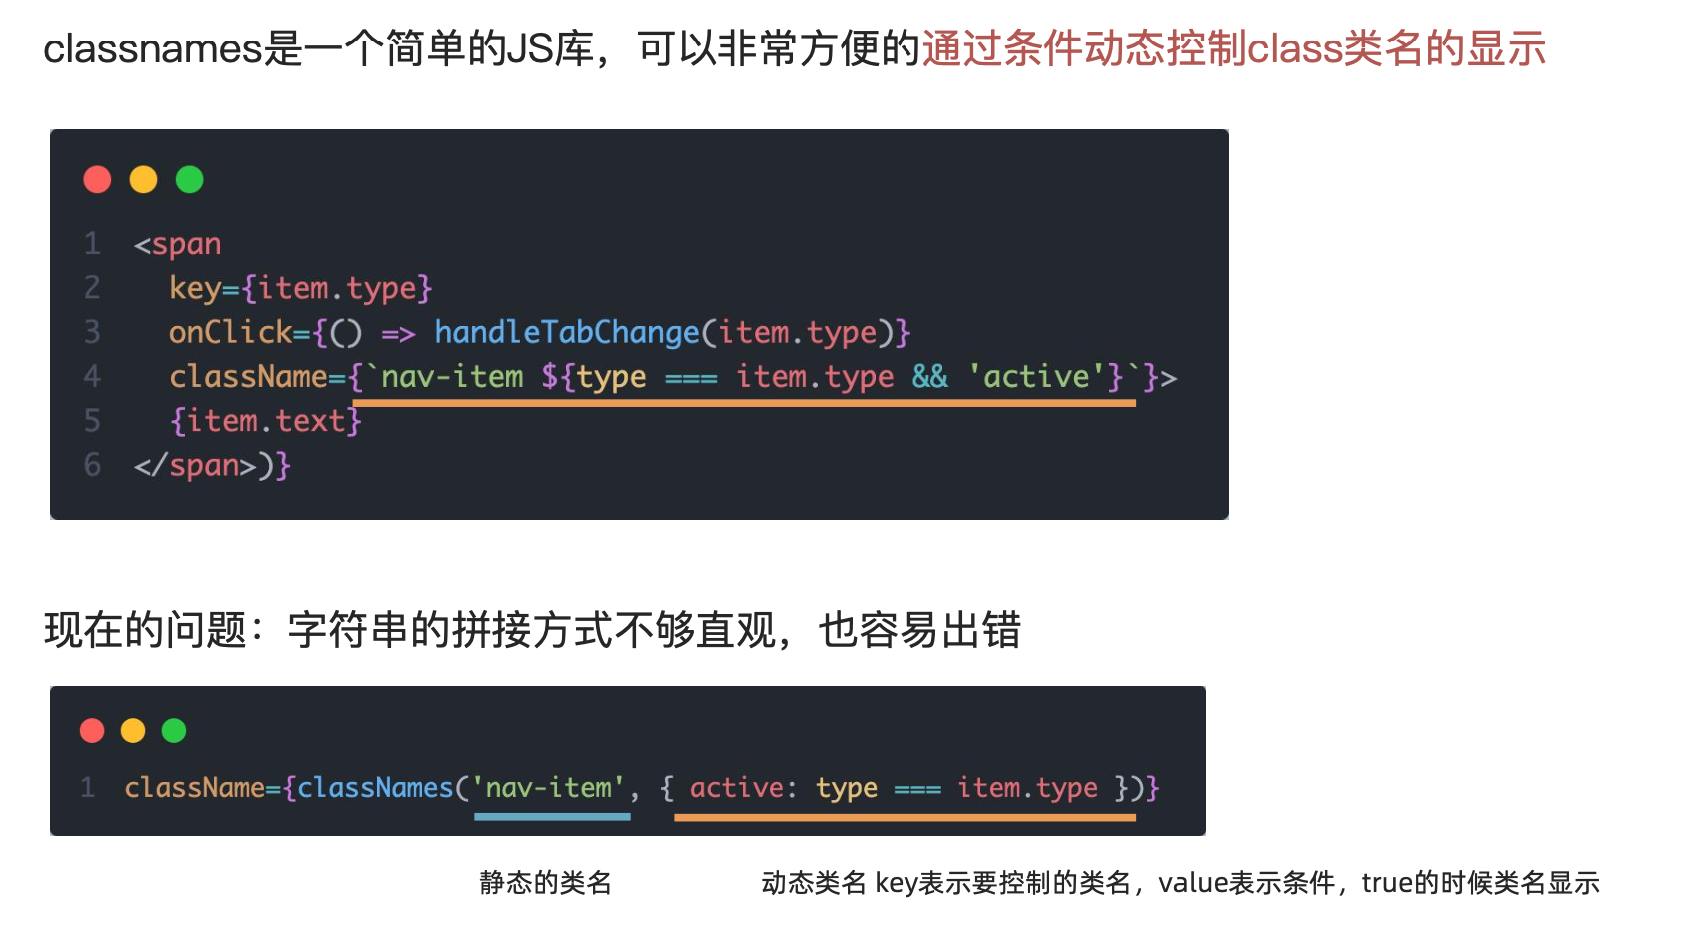 classnames是一个简单的JS库，可以非常方便的通过条件动态控制class类名的显示
1 <span
2 key={item.type}
3 onClick={() => handleTabChange(item.type)}
4 className={`nav-item ${type === item.type && 'active'}`}>
5 {item.text}
6 </span>)}
现在的问题：字符串的拼接方式不够直观，也容易出错
1 className={classNames('nav-item', { active: type === item.type })}
静态的类名
动态类名 key表示要控制的类名，value表示条件，true的时候类名显示